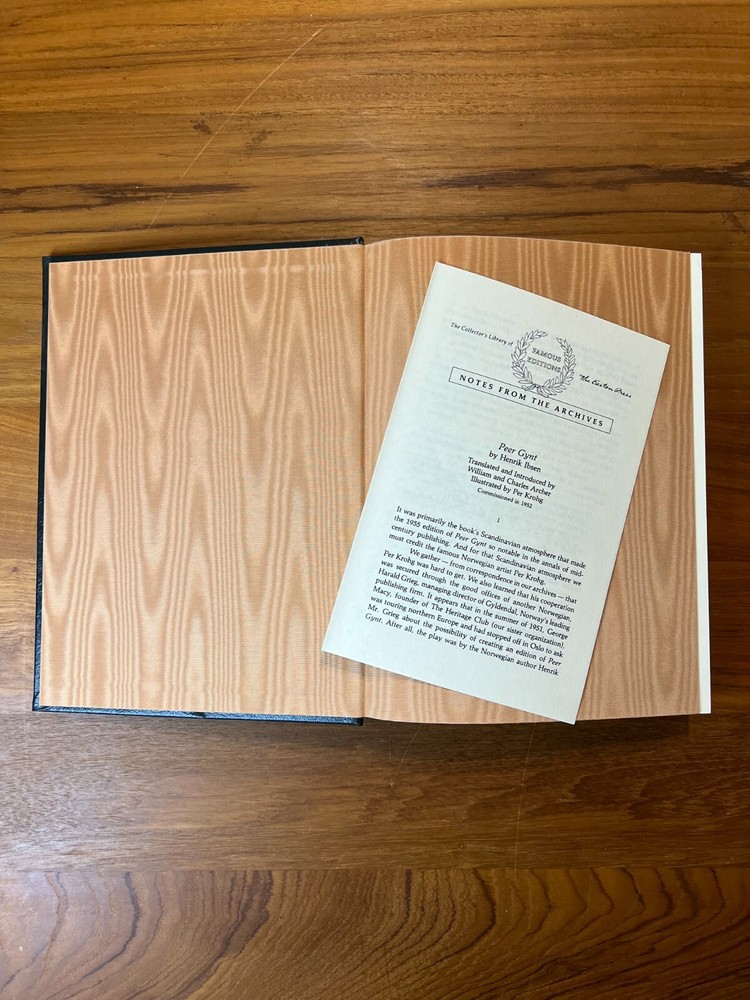 The Collector's Library of
FAMOUS
EDITIONS
The Easton Press
NOTES FROM THE ARCHIVES
Peer Gynt
by Henrik Ibsen
Translated and Introduced by
William and Charles Archer
Illustrated by Per Krohg
Commissioned in 1952
1
It was primarily the book's Scandinavian atmosphere that made
the 1955 edition of Peer Gynt so notable in the annals of mid-
century publishing. And for that Scandinavian atmosphere we
must credit the famous Norwegian artist Per Krohg.
We gather — from correspondence in our archives — that
Per Krohg was hard to get. We also learned that his cooperation
was secured through the good offices of another Norwegian,
Harald Grieg, managing director of Gyldendal, Norway's leading
publishing firm. It appears that in the summer of 1951, George
Macy, founder of The Heritage Club (our sister organization),
was touring northern Europe and had stopped off in Oslo to ask
Mr. Grieg about the possibility of creating an edition of Peer
Gynt. After all, the play was by the Norwegian author Henrik